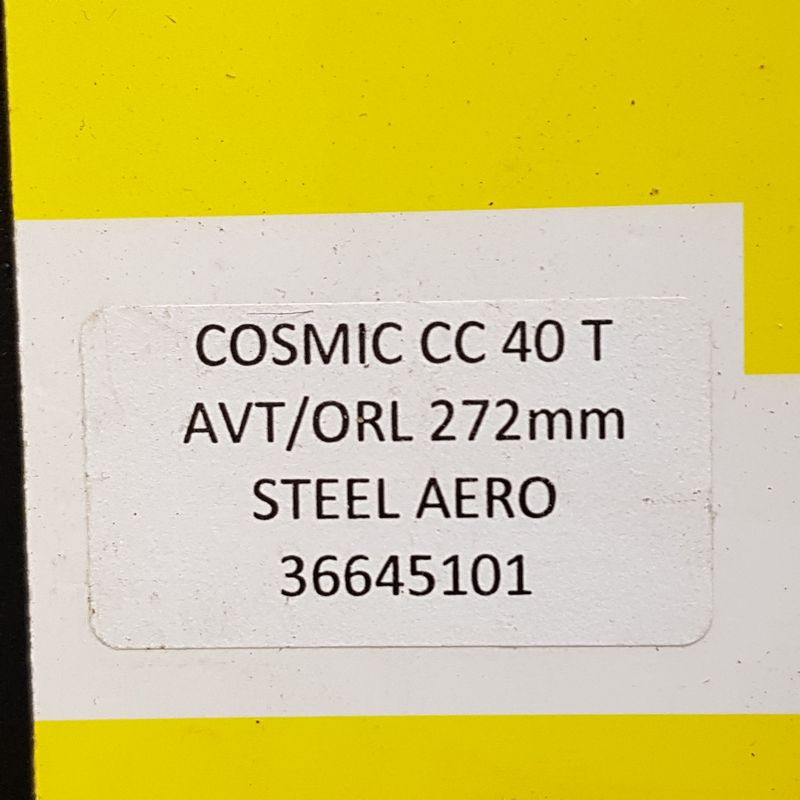 COSMIC CC 40 T
AVT/ORL 272mm
STEEL AERO
36645101